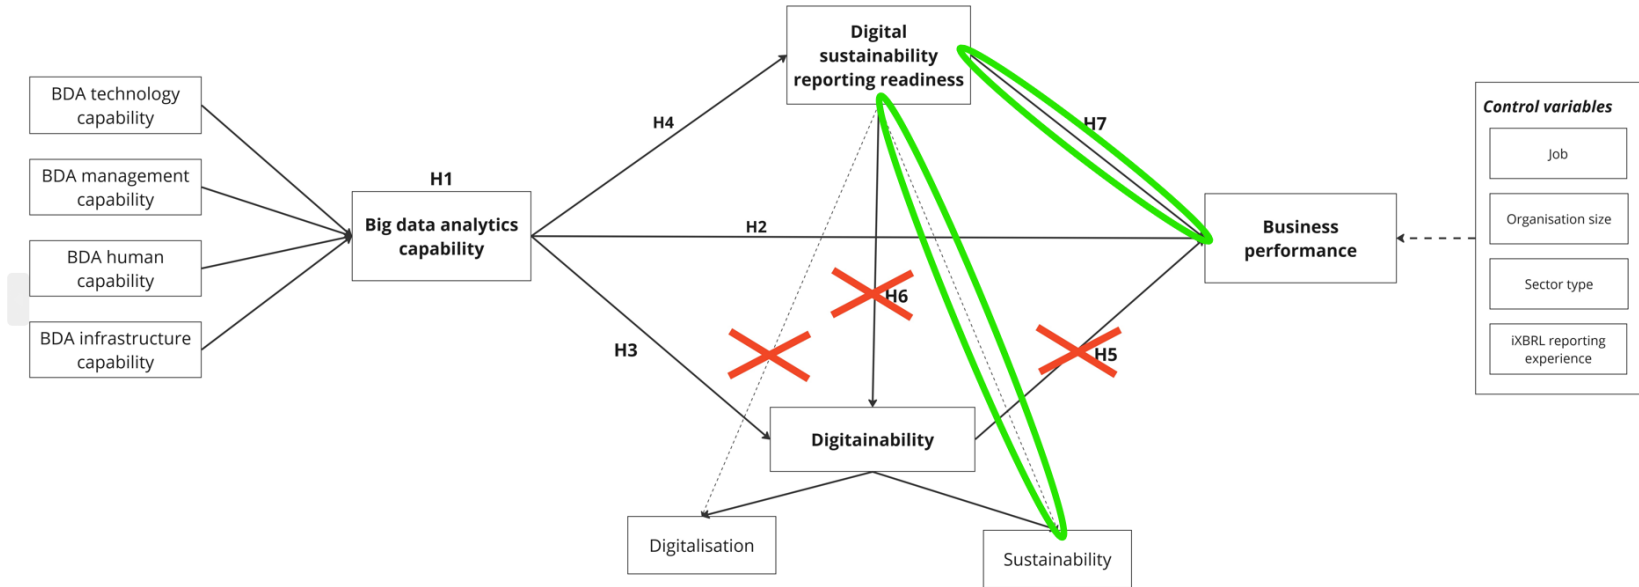 Digital
sustainability
reporting readiness
BDA technology
capability
Control variables
H4
H7
Job
BDA management
capability
H1
Big data analytics
capability
H2
Business
performance
Organisation size
BDA human
capability
Sector type
H6
BDA infrastructure
capability
H3
H5
iXBRL reporting
experience
Digitainability
Digitalisation
Sustainability